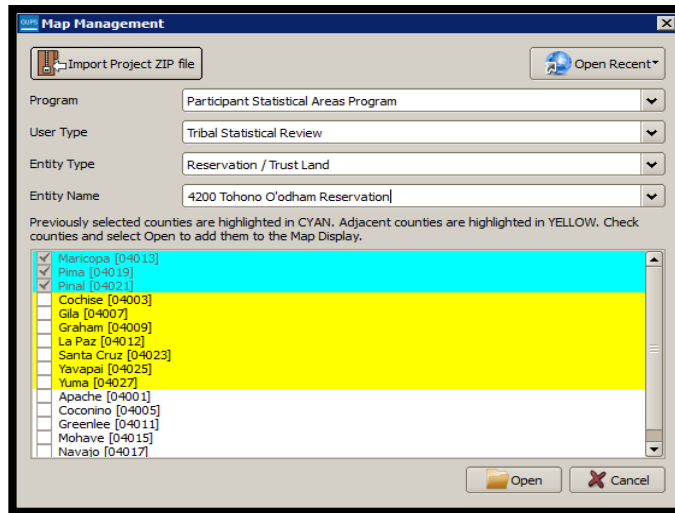 GUPS Map Management
Import Project ZIP file
Open Recent
Program
Participant Statistical Areas Program
User Type
Tribal Statistical Review
Entity Type
Reservation / Trust Land
Entity Name
4200 Tohono O'odham Reservation
Previously selected counties are highlighted in CYAN. Adjacent counties are highlighted in YELLOW. Check
counties and select Open to add them to the Map Display.
Maricopa [04013]
Pima [04019]
Pinal [04021]
Cochise [04003]
Gila [04007]
Graham [04009]
La Paz [04012]
Santa Cruz [04023]
Yavapai [04025]
Yuma [04027]
Apache [04001]
Coconino [04005]
Greenlee [04011]
Mohave [04015]
Navajo [04017]
Open
Cancel